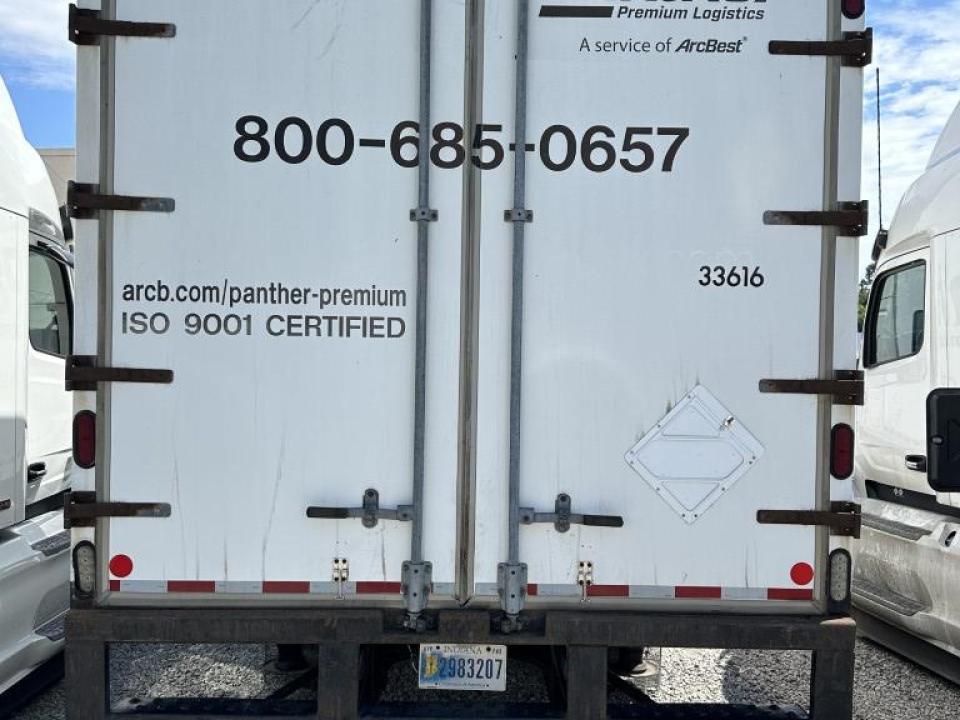 Premium Logistics
A service of ArcBest®
800-685-0657
33616
arcb.com/panther-premium
ISO 9001 CERTIFIED
INDIANA
2983207